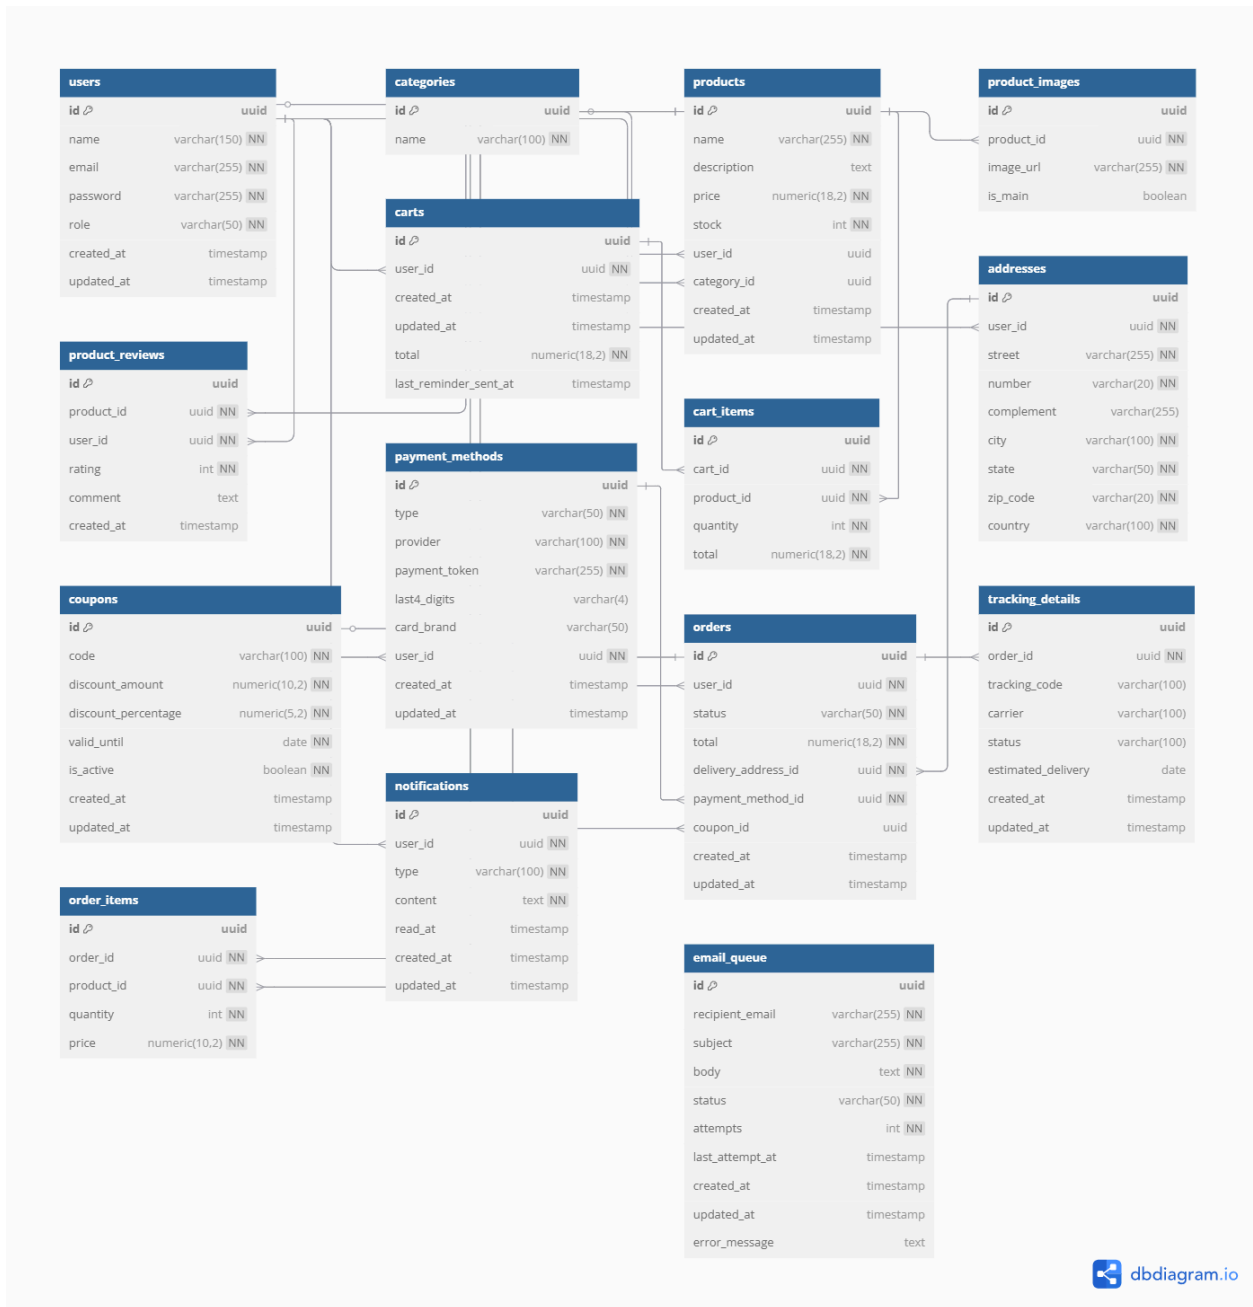 users
id uuid
name varchar(150) NN
email varchar(255) NN
password varchar(255) NN
role varchar(50) NN
created_at timestamp
updated_at timestamp
categories
id uuid
name varchar(100) NN
products
id uuid
name varchar(255) NN
description text
price numeric(18,2) NN
stock int NN
user_id uuid
category_id uuid
created_at timestamp
updated_at timestamp
product_images
id uuid
product_id uuid NN
image_url varchar(255) NN
is_main boolean
carts
id uuid
user_id uuid NN
created_at timestamp
updated_at timestamp
total numeric(18,2) NN
last_reminder_sent_at timestamp
addresses
id uuid
user_id uuid NN
street varchar(255) NN
number varchar(20) NN
complement varchar(255)
city varchar(100) NN
state varchar(50) NN
zip_code varchar(20) NN
country varchar(100) NN
product_reviews
id uuid
product_id uuid NN
user_id uuid NN
rating int NN
comment text
created_at timestamp
cart_items
id uuid
cart_id uuid NN
product_id uuid NN
quantity int NN
total numeric(18,2) NN
payment_methods
id uuid
type varchar(50) NN
provider varchar(100) NN
payment_token varchar(255) NN
last4_digits varchar(4)
card_brand varchar(50)
user_id uuid NN
created_at timestamp
updated_at timestamp
coupons
id uuid
code varchar(100) NN
discount_amount numeric(10,2) NN
discount_percentage numeric(5,2) NN
valid_until date NN
is_active boolean NN
created_at timestamp
updated_at timestamp
orders
id uuid
user_id uuid NN
status varchar(50) NN
total numeric(18,2) NN
delivery_address_id uuid NN
payment_method_id uuid NN
coupon_id uuid
created_at timestamp
updated_at timestamp
tracking_details
id uuid
order_id uuid NN
tracking_code varchar(100)
carrier varchar(100)
status varchar(100)
estimated_delivery date
created_at timestamp
updated_at timestamp
notifications
id uuid
user_id uuid NN
type varchar(100) NN
content text NN
read_at timestamp
created_at timestamp
updated_at timestamp
order_items
id uuid
order_id uuid NN
product_id uuid NN
quantity int NN
price numeric(10,2) NN
email_queue
id uuid
recipient_email varchar(255) NN
subject varchar(255) NN
body text NN
status varchar(50) NN
attempts int NN
last_attempt_at timestamp
created_at timestamp
updated_at timestamp
error_message text
dbdiagram.io